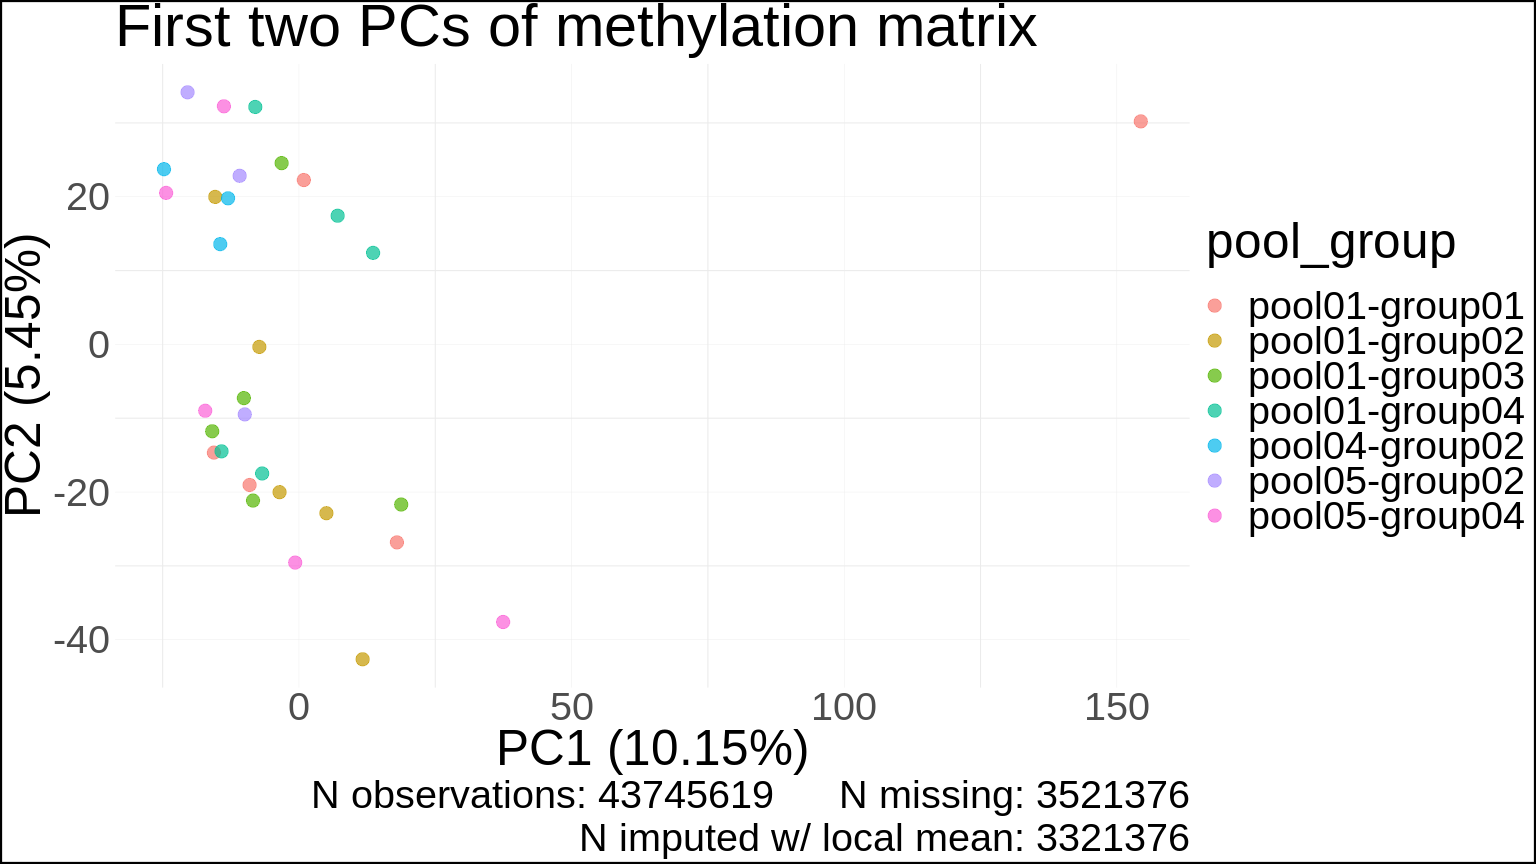 First two PCs of methylation matrix
20
0
-20
-40
PC2 (5.45%)
0 50 100 150
PC1 (10.15%)
pool_group
pool01-group01
pool01-group02
pool01-group03
pool01-group04
pool04-group02
pool05-group02
pool05-group04
N observations: 43745619 N missing: 3521376
N imputed w/ local mean: 3321376